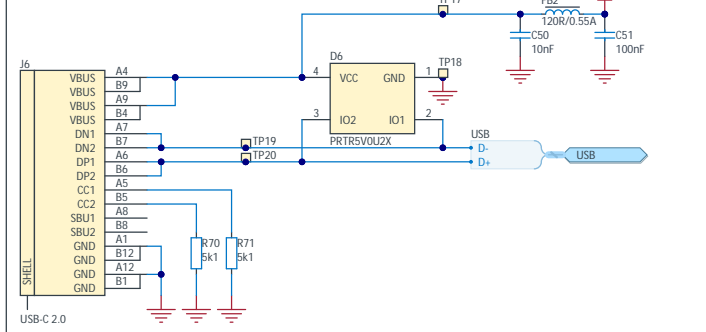 TP17
FB2
120R/0.55A
C50
10nF
C51
100nF
D6
TP18
4 VCC GND 1
3 IO2 IO1 2
PRTR5V0U2X
J6
VBUS A4
VBUS B9
VBUS A9
VBUS B4
DN1 A7
DN2 B7
DP1 A6
DP2 B6
CC1 A5
CC2 B5
SBU1 A8
SBU2 B8
GND A1
GND B12
GND A12
GND B1
SHELL
USB-C 2.0
TP19
TP20
USB
D-
D+
USB
R70
5k1
R71
5k1